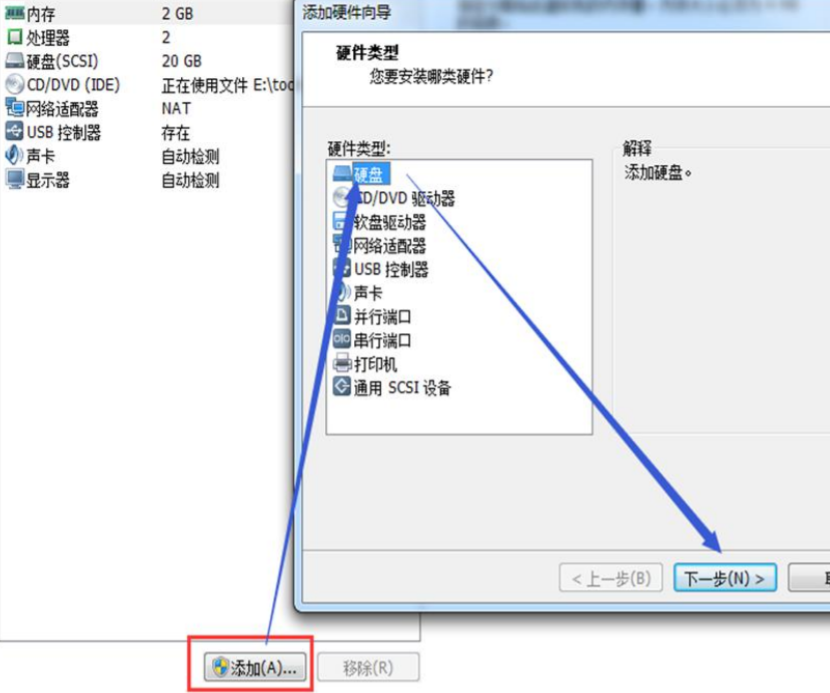 内存 2 GB
处理器 2
硬盘(SCSI) 20 GB
CD/DVD (IDE) 正在使用文件 E:\too
网络适配器 NAT
USB 控制器 存在
声卡 自动检测
显示器 自动检测
添加硬件向导
硬件类型
您要安装哪类硬件?
硬件类型:
硬盘
CD/DVD 驱动器
软盘驱动器
网络适配器
USB 控制器
声卡
并行端口
串行端口
打印机
通用 SCSI 设备
解释
添加硬盘。
< 上一步(B)
下一步(N) >
添加(A)...
移除(R)